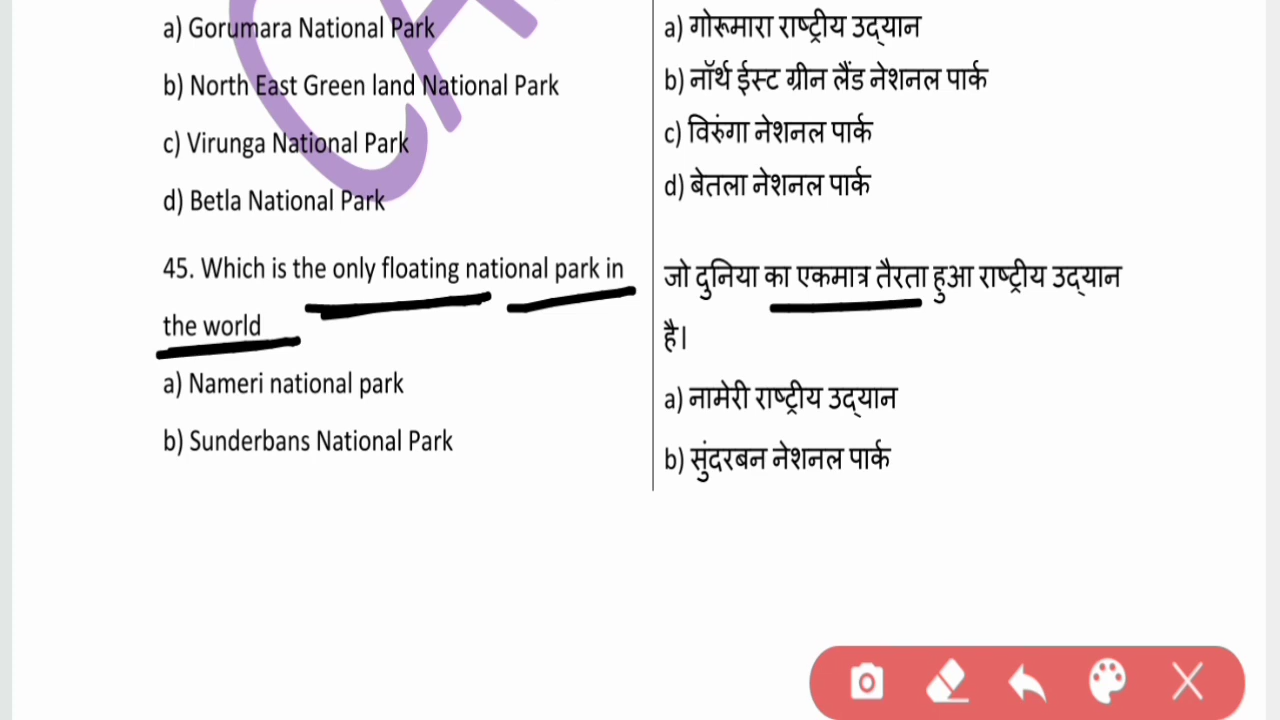 a) Gorumara National Park
b) North East Green land National Park
c) Virunga National Park
d) Betla National Park
45. Which is the only floating national park in
the world
a) Nameri national park
b) Sunderbans National Park
a) गोरूमारा राष्ट्रीय उद्यान
b) नॉर्थ ईस्ट ग्रीन लैंड नेशनल पार्क
c) विरुंगा नेशनल पार्क
d) बेतला नेशनल पार्क
जो दुनिया का एकमात्र तैरता हुआ राष्ट्रीय उद्यान
है।
a) नामेरी राष्ट्रीय उद्यान
b) सुंदरबन नेशनल पार्क